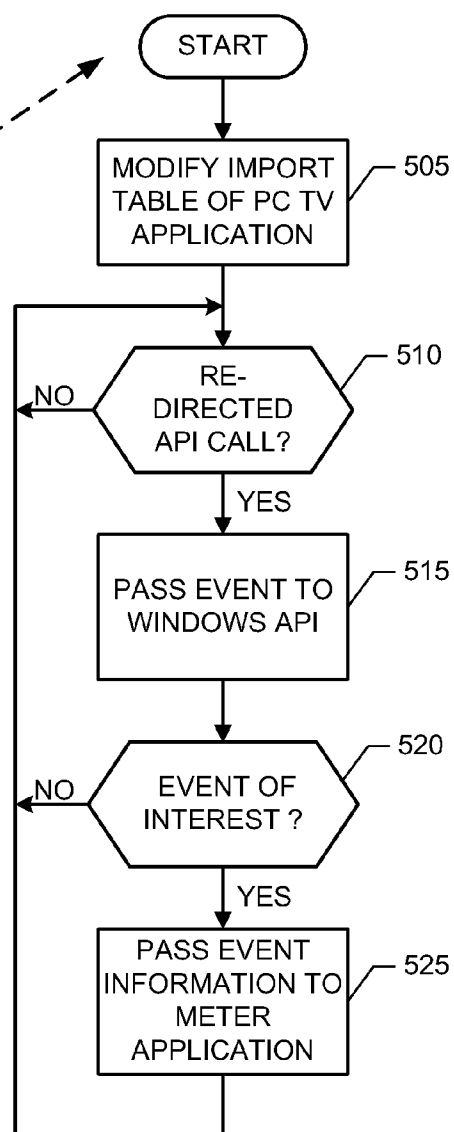 START
MODIFY IMPORT
TABLE OF PC TV
APPLICATION
505
RE-
DIRECTED
API CALL?
510
NO
YES
PASS EVENT TO
WINDOWS API
515
EVENT OF
INTEREST ?
520
NO
YES
PASS EVENT
INFORMATION TO
METER
APPLICATION
525